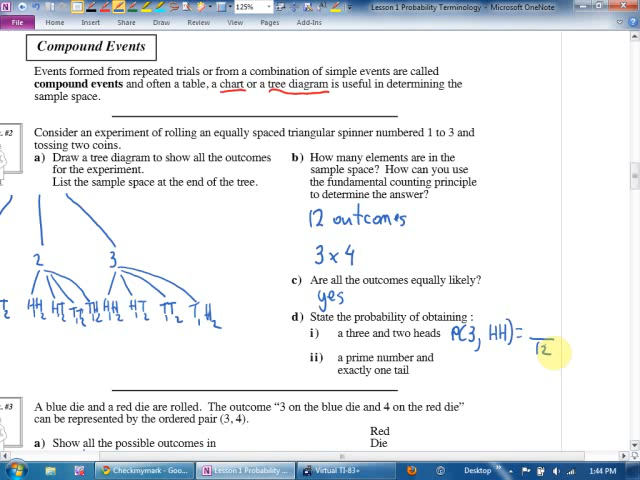 125%
Lesson 1 Probability Terminology - Microsoft OneNote
File Home Insert Share Draw Review View Page Add-Ins
Compound Events
Events formed from repeated trials or from a combination of simple events are called
compound events and often a table, a chart or a tree diagram is useful in determining the
sample space.
. #2
Consider an experiment of rolling an equally spaced triangular spinner numbered 1 to 3 and
tossing two coins.
a) Draw a tree diagram to show all the outcomes
for the experiment.
List the sample space at the end of the tree.
2 3
b) How many elements are in the
sample space? How can you use
the fundamental counting principle
to determine the answer?
12 outcomes
3 x 4
c) Are all the outcomes equally likely?
yes
d) State the probability of obtaining :
i) a three and two heads P(3, HH) = /12
ii) a prime number and
exactly one tail
. #3
A blue die and a red die are rolled. The outcome "3 on the blue die and 4 on the red die"
can be represented by the ordered pair (3, 4).
Red
a) Show all the possible outcomes in Die
Checkmymark - Goo...
Lesson 1 Probability ...
Virtual TI-83+
Desktop
1:44 PM